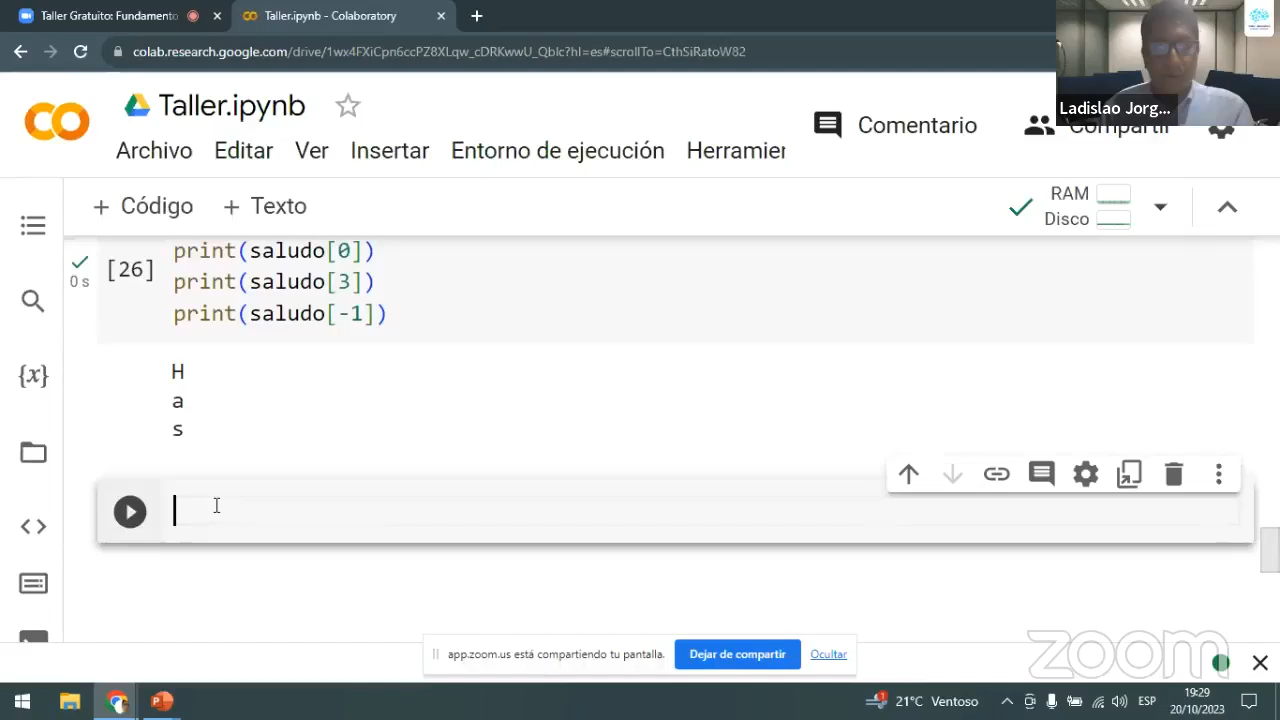 Taller Gratuito: Fundamento
Taller.ipynb - Colaboratory
colab.research.google.com/drive/1wx4FXiCpn6ccPZ8XLqw_cDRKwwU_Qblc?hl=es#scrollTo=CthSiRatoW82
Ladislao Jorg...
Taller.ipynb
Comentario
Compartir
Archivo Editar Ver Insertar Entorno de ejecución Herramier
+ Código + Texto
RAM
Disco
print(saludo[0])
[26]
0 s
print(saludo[3])
print(saludo[-1])
{x}
H
a
s
app.zoom.us está compartiendo tu pantalla.
Dejar de compartir
Ocultar
zoom
21°C Ventoso
ESP
19:29
20/10/2023